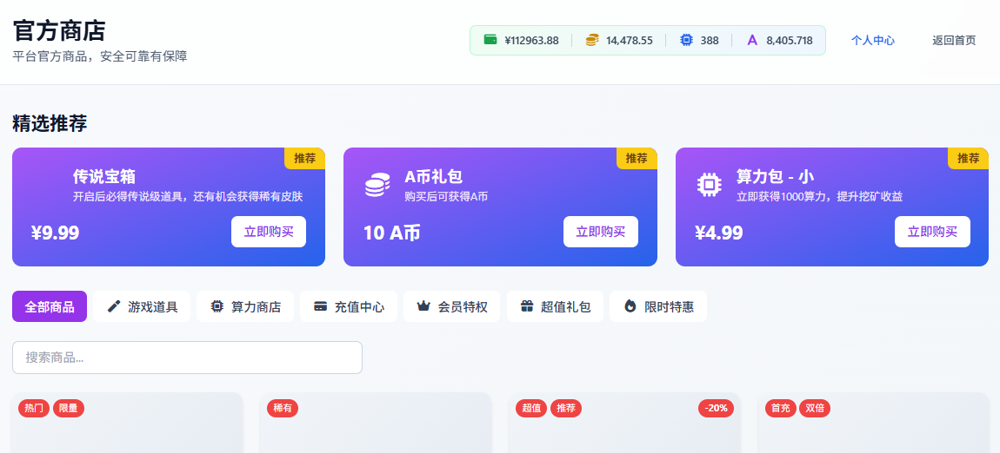 官方商店
平台官方商品，安全可靠有保障
¥112963.88 14,478.55 388 A 8,405.718 个人中心 返回首页
精选推荐
推荐
传说宝箱
开启后必得传说级道具，还有机会获得稀有皮肤
¥9.99 立即购买
推荐
A币礼包
购买后可获得A币
10 A币 立即购买
推荐
算力包 - 小
立即获得1000算力，提升挖矿收益
¥4.99 立即购买
全部商品 游戏道具 算力商店 充值中心 会员特权 超值礼包 限时特惠
搜索商品...
热门 限量 稀有 超值 推荐 -20% 首充 双倍